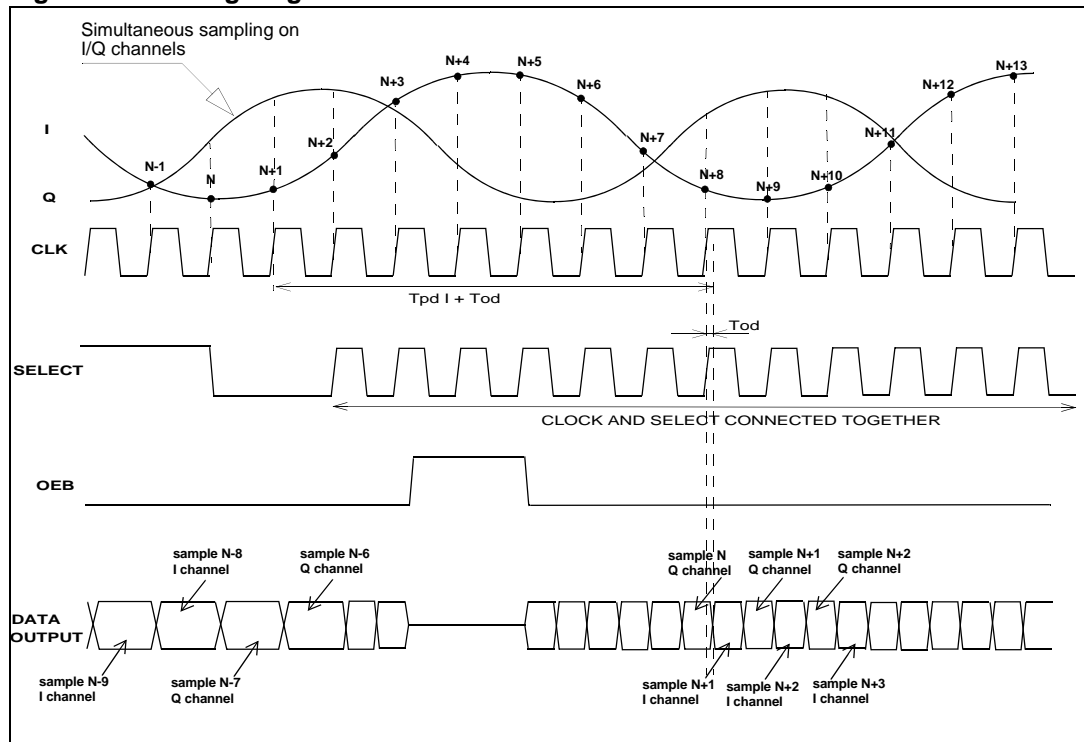 Simultaneous sampling on
I/Q channels
N+4
N+5
N+13
N+3
N+6
N+12
I
N+2
N+7
N+11
N-1
N
N+1
N+8
N+9
N+10
Q
CLK
Tpd I + Tod
Tod
SELECT
CLOCK AND SELECT CONNECTED TOGETHER
OEB
sample N-8
I channel
sample N-6
Q channel
sample N
Q channel
sample N+1
Q channel
sample N+2
Q channel
DATA
OUTPUT
sample N-9
I channel
sample N-7
Q channel
sample N+1
I channel
sample N+2
I channel
sample N+3
I channel